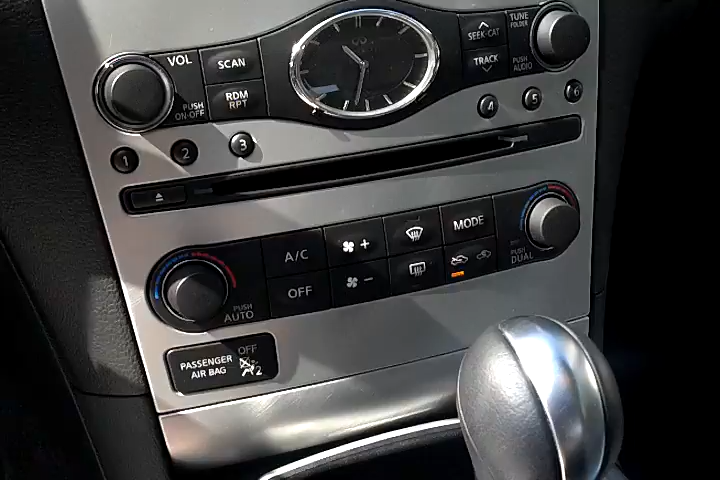 VOL
SCAN
SEEK·CAT
TUNE
FOLDER
PUSH
ON·OFF
RDM
RPT
TRACK
PUSH
AUDIO
1
2
3
4
5
6
A/C
+
MODE
OFF
−
PUSH
AUTO
PUSH
DUAL
PASSENGER
AIR BAG
OFF
2